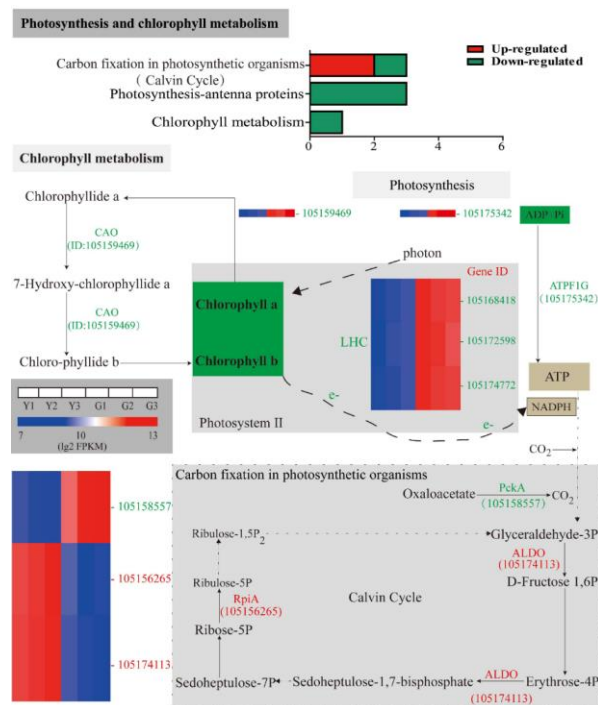 Photosynthesis and chlorophyll metabolism
Up-regulated
Down-regulated
Carbon fixation in photosynthetic organisms
( Calvin Cycle)
Photosynthesis-antenna proteins
Chlorophyll metabolism
0 2 4 6
Chlorophyll metabolism
Photosynthesis
Chlorophyllide a
105159469
105175342
ADP+Pi
CAO
(ID:105159469)
photon
Gene ID
7-Hydroxy-chlorophyllide a
Chlorophyll a
105168418
ATPF1G
(105175342)
CAO
(ID:105159469)
LHC
105172598
Chloro-phyllide b
Chlorophyll b
105174772
ATP
e-
e-
NADPH
Photosystem II
Y1 Y2 Y3 G1 G2 G3
7 10 13
(lg2 FPKM)
CO2
Carbon fixation in photosynthetic organisms
105158557
Oxaloacetate
PckA
(105158557)
CO2
Ribulose-1,5P2
Glyceraldehyde-3P
105156265
ALDO
(105174113)
Ribulose-5P
D-Fructose 1,6P
RpiA
(105156265)
Calvin Cycle
Ribose-5P
105174113
Sedoheptulose-7P
Sedoheptulose-1,7-bisphosphate
ALDO
(105174113)
Erythrose-4P